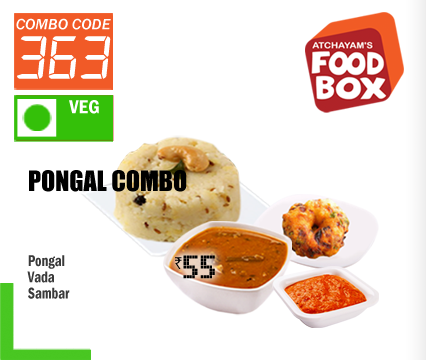 COMBO CODE
363
VEG
ATCHAYAM'S
FOOD
BOX
PONGAL COMBO
₹55
Pongal
Vada
Sambar